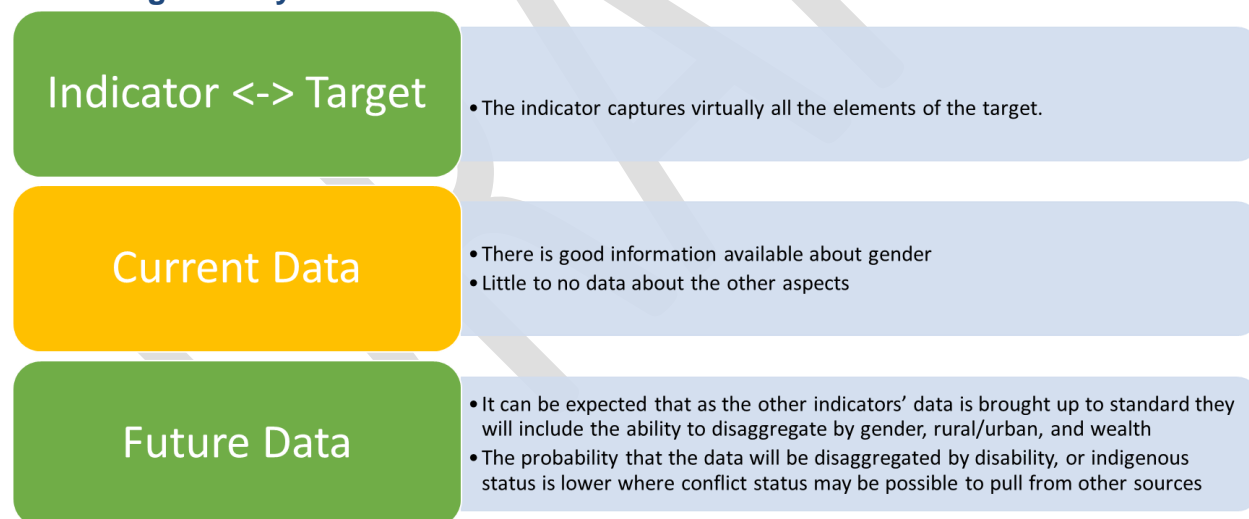 Indicator <-> Target
• The indicator captures virtually all the elements of the target.
Current Data
• There is good information available about gender
• Little to no data about the other aspects
Future Data
• It can be expected that as the other indicators’ data is brought up to standard they
will include the ability to disaggregate by gender, rural/urban, and wealth
• The probability that the data will be disaggregated by disability, or indigenous
status is lower where conflict status may be possible to pull from other sources